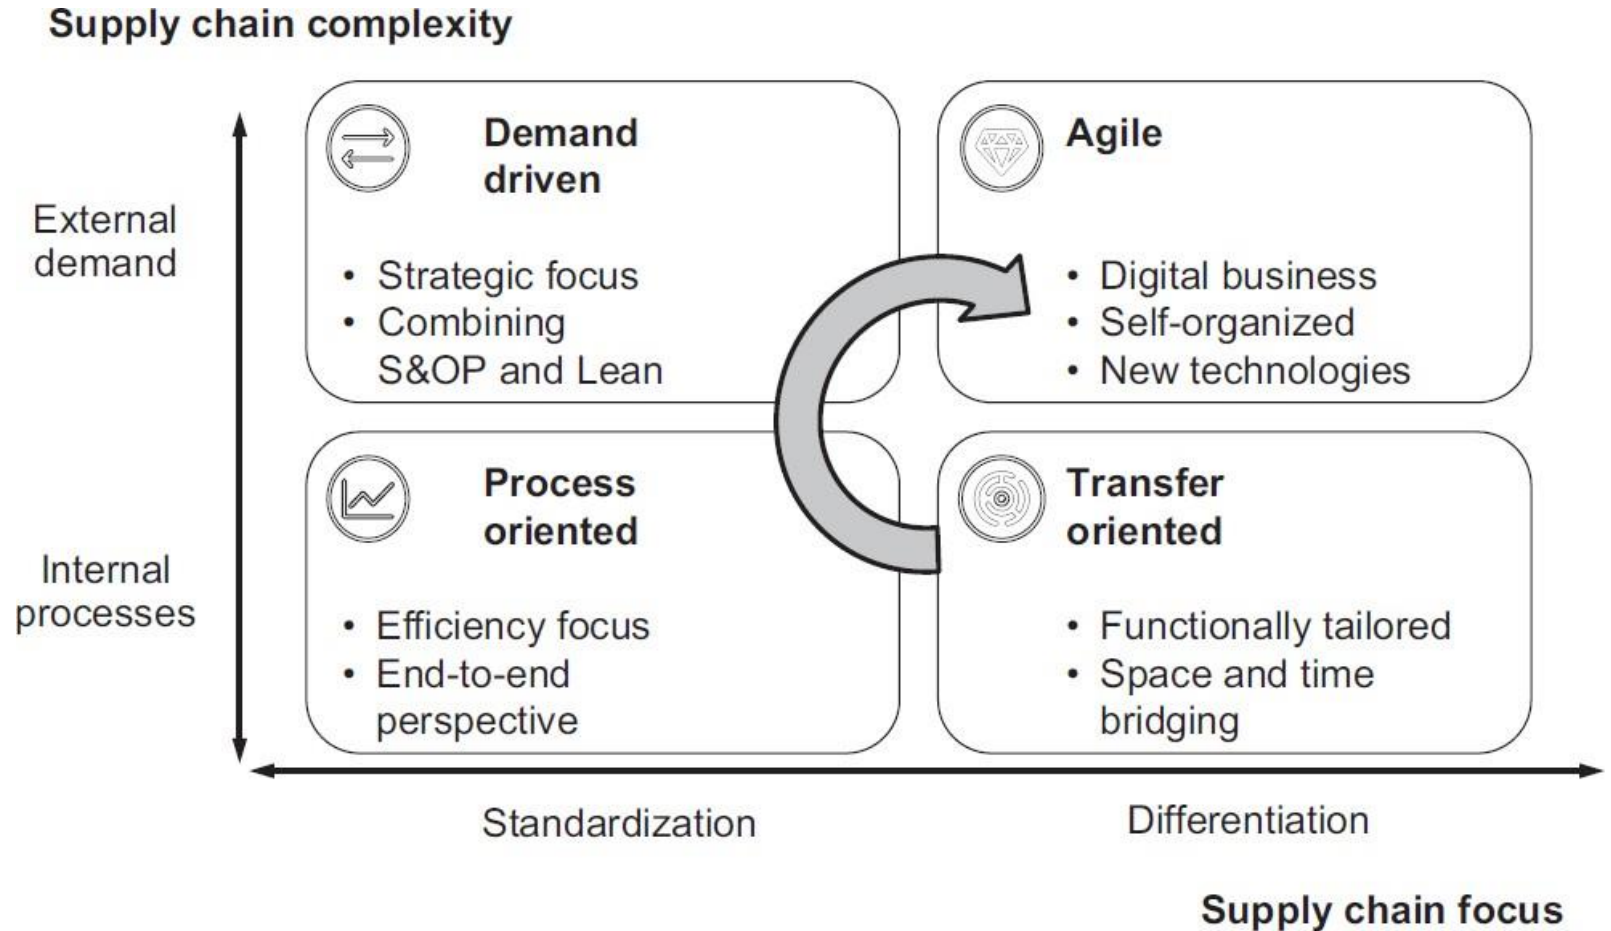 Supply chain complexity
External
demand
Demand
driven
• Strategic focus
• Combining
S&OP and Lean
Agile
• Digital business
• Self-organized
• New technologies
Internal
processes
Process
oriented
• Efficiency focus
• End-to-end
perspective
Transfer
oriented
• Functionally tailored
• Space and time
bridging
Standardization
Differentiation
Supply chain focus